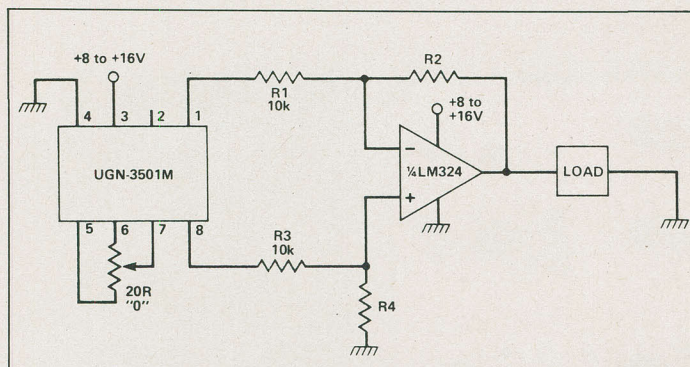 +8 to +16V
R2
R1
10k
+8 to
+16V
4 3 2 1
UGN-3501M
¼LM324
−
+
LOAD
5 6 7 8
R3
10k
20R
"0"
R4